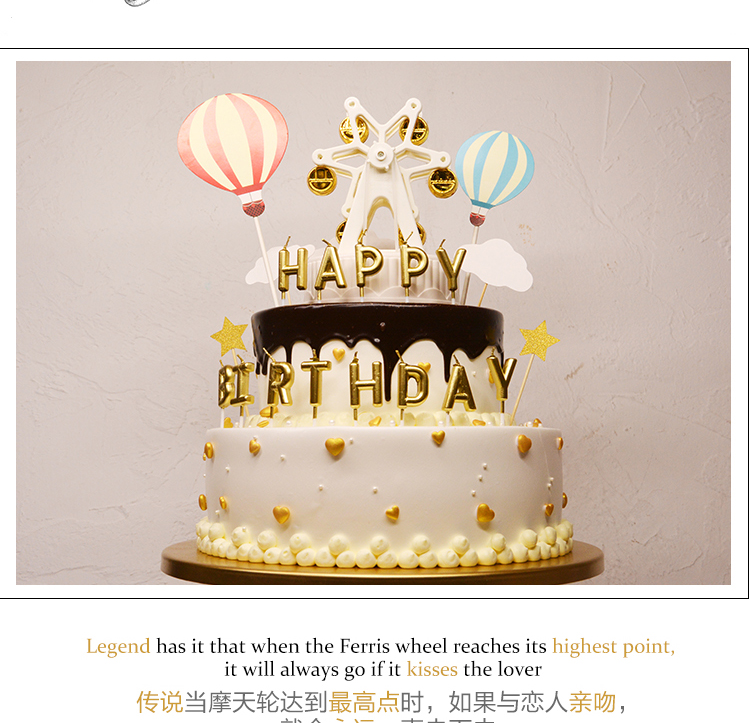 HAPPY
BIRTHDAY
Legend has it that when the Ferris wheel reaches its highest point,
it will always go if it kisses the lover
传说当摩天轮达到最高点时，如果与恋人亲吻，